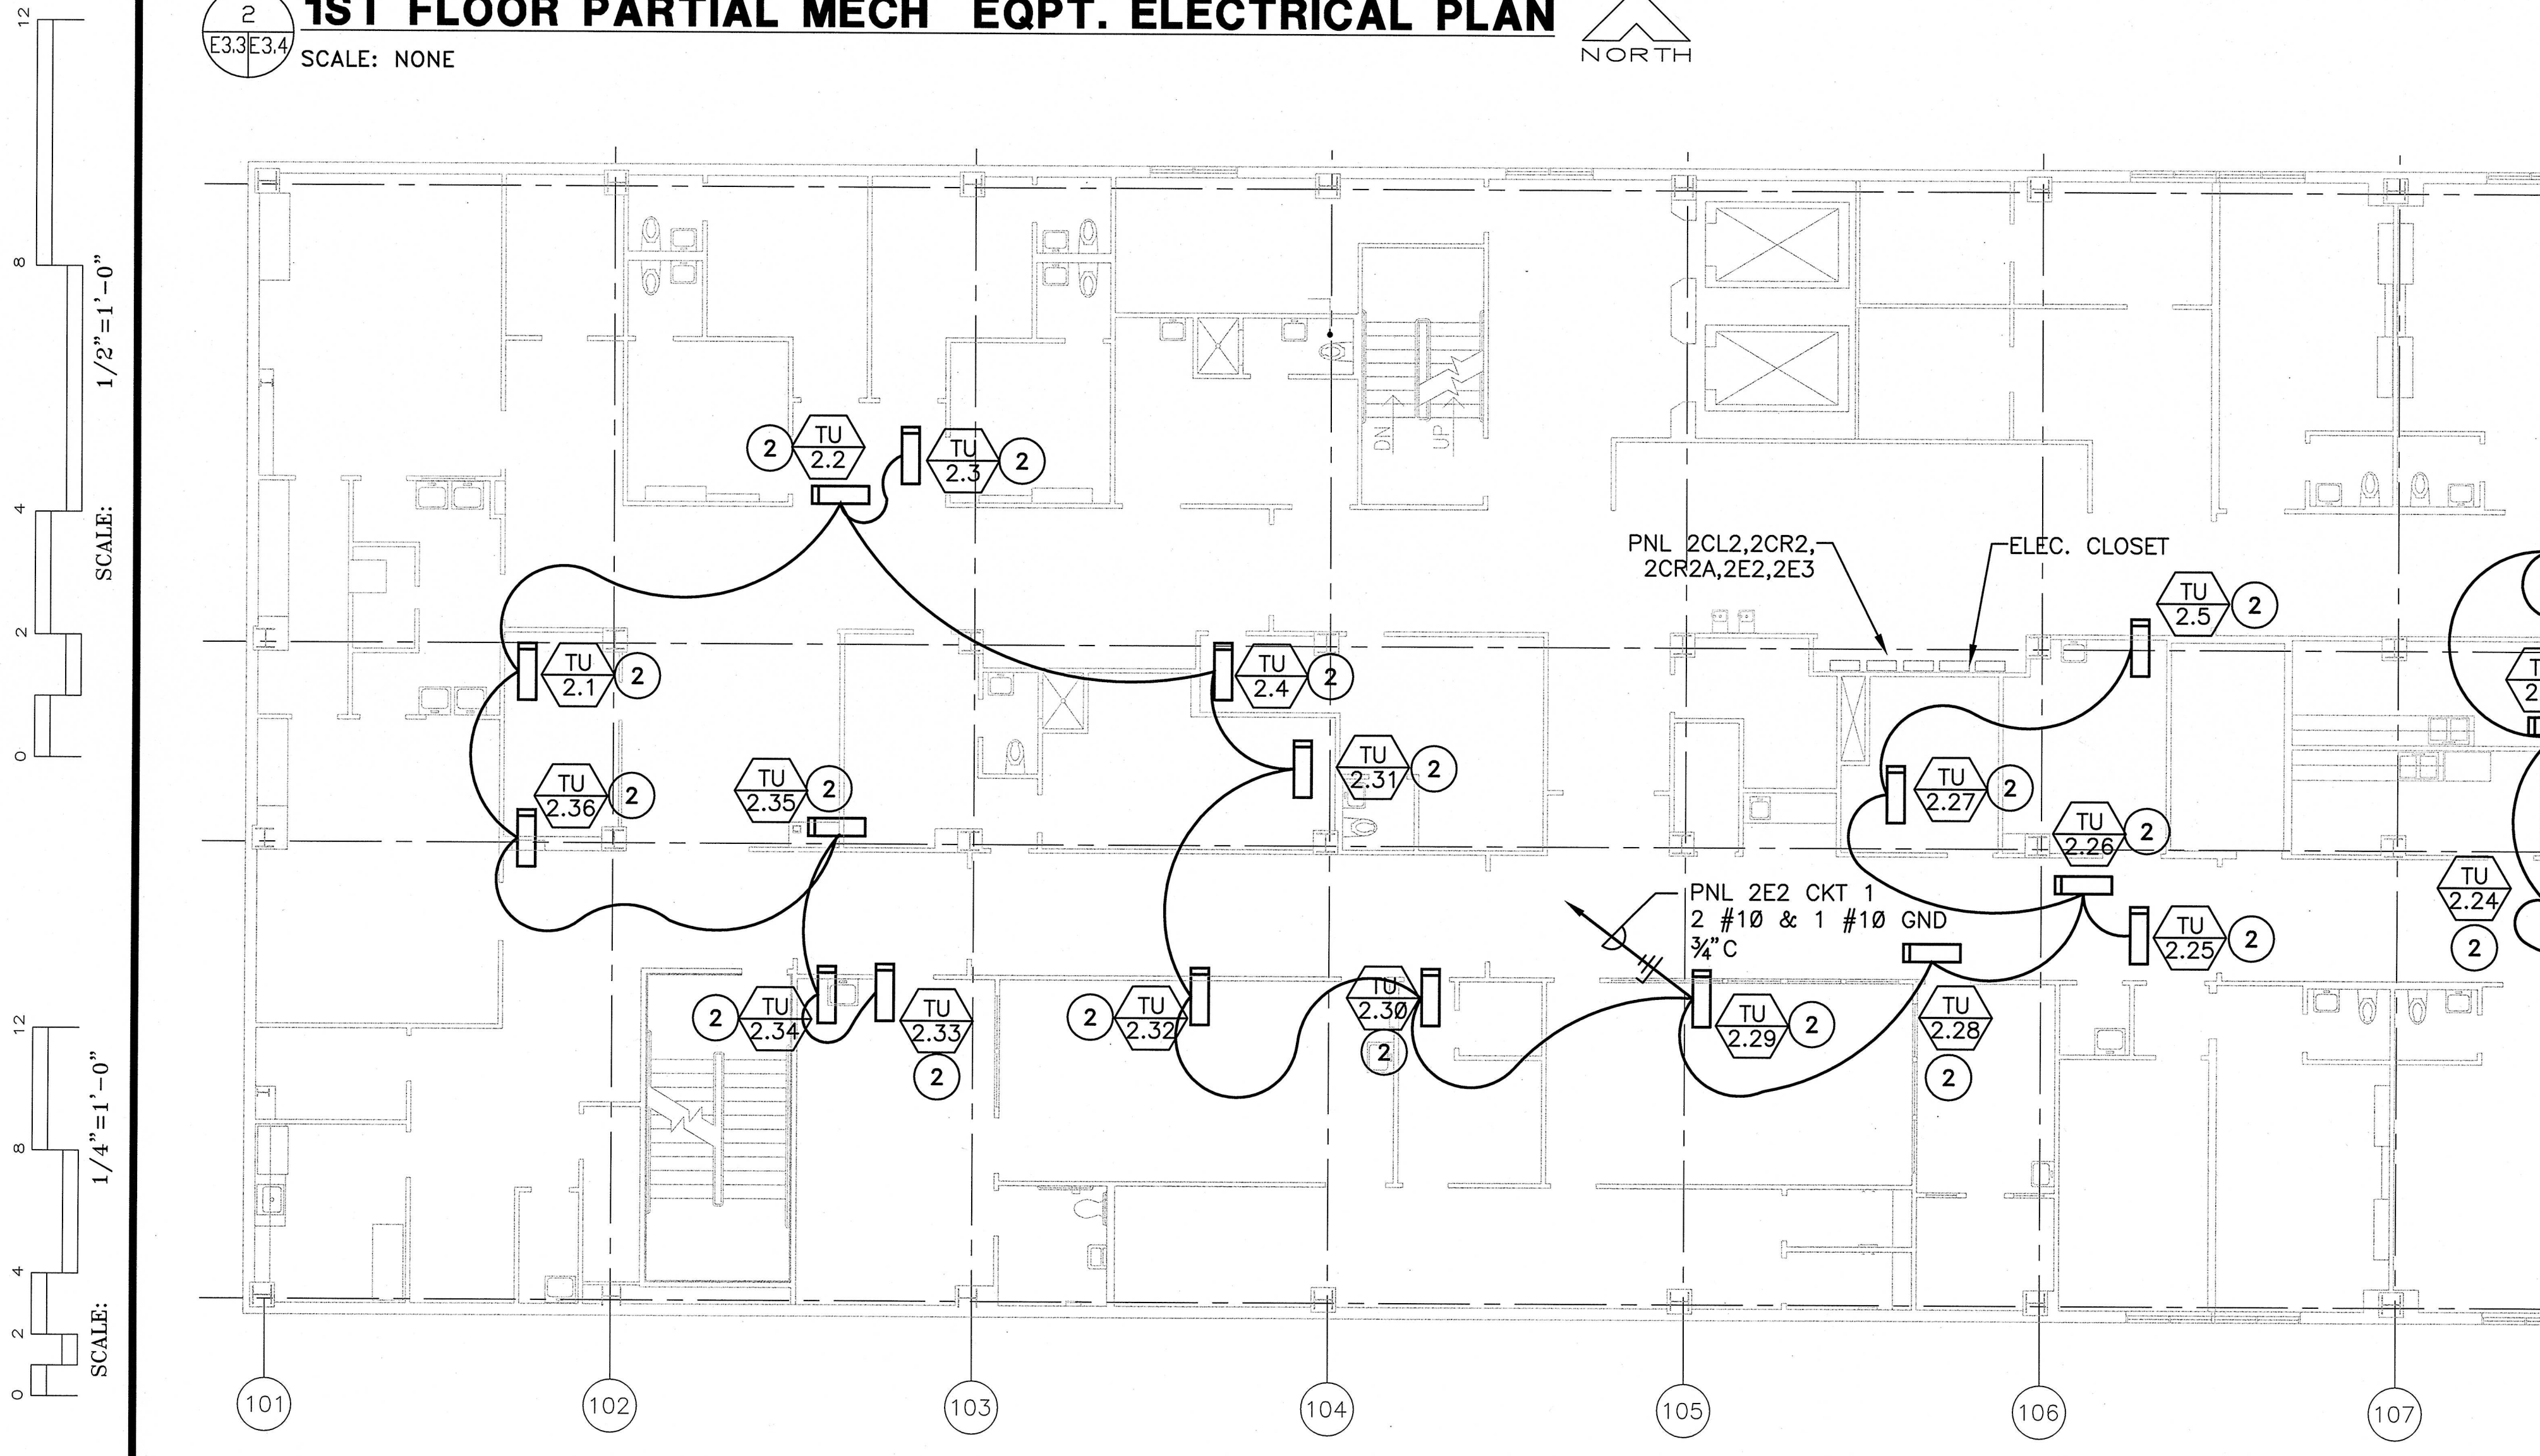 2
E3.3 E3.4
1ST FLOOR PARTIAL MECH EQPT. ELECTRICAL PLAN
SCALE: NONE
NORTH
12
8
4
2
0
SCALE: 1/2"=1'-0"
12
8
4
2
0
SCALE: 1/4"=1'-0"
2
TU
2.2
TU
2.3
2
DN
UP
PNL 2CL2,2CR2,
2CR2A,2E2,2E3
ELEC. CLOSET
TU
2.5
2
TU
2.1
2
TU
2.4
2
TU
2.36
2
TU
2.35
2
TU
2.31
2
TU
2.27
2
TU
2.26
2
TU
2.24
2
PNL 2E2 CKT 1
2 #10 & 1 #10 GND
¾"C
TU
2.25
2
2
TU
2.34
TU
2.33
2
2
TU
2.32
TU
2.30
2
TU
2.29
2
TU
2.28
2
101
102
103
104
105
106
107